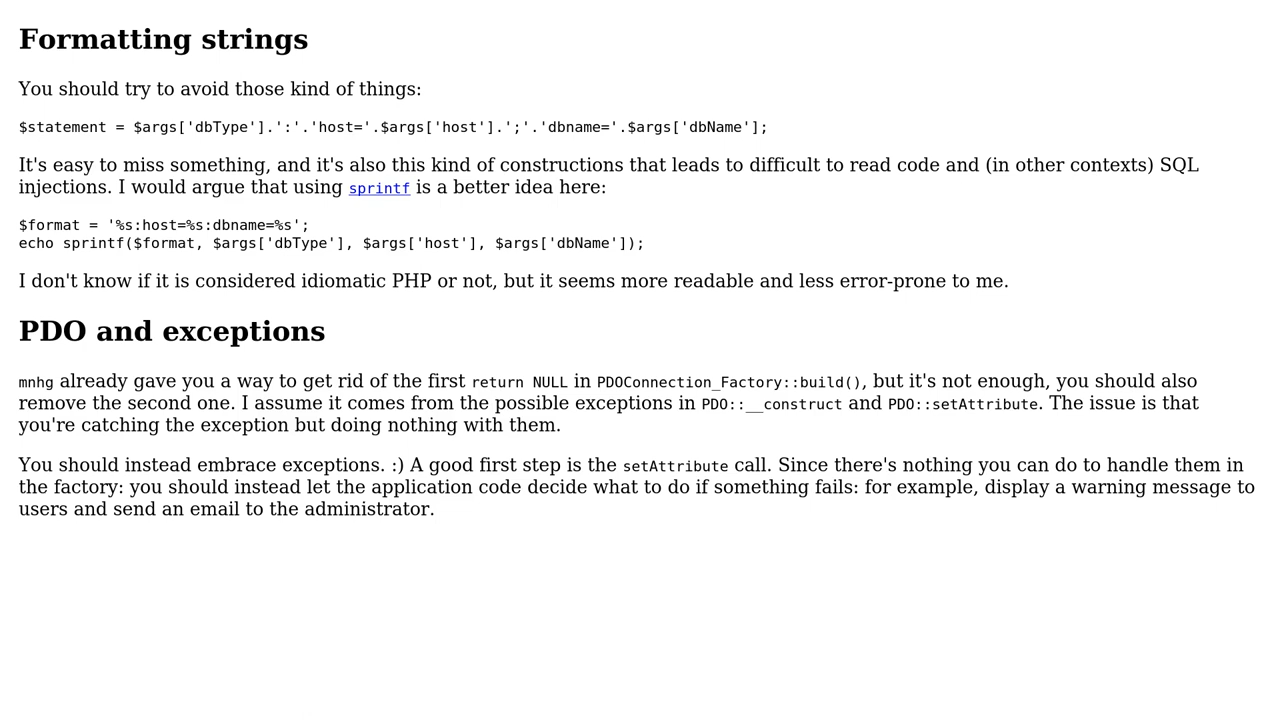 Formatting strings
You should try to avoid those kind of things:
$statement = $args['dbType'].':'.'host='.$args['host'].';'.'dbname='.$args['dbName'];
It's easy to miss something, and it's also this kind of constructions that leads to difficult to read code and (in other contexts) SQL
injections. I would argue that using sprintf is a better idea here:
$format = '%s:host=%s:dbname=%s';
echo sprintf($format, $args['dbType'], $args['host'], $args['dbName']);
I don't know if it is considered idiomatic PHP or not, but it seems more readable and less error-prone to me.
PDO and exceptions
mnhg already gave you a way to get rid of the first return NULL in PDOConnection_Factory::build(), but it's not enough, you should also
remove the second one. I assume it comes from the possible exceptions in PDO::__construct and PDO::setAttribute. The issue is that
you're catching the exception but doing nothing with them.
You should instead embrace exceptions. :) A good first step is the setAttribute call. Since there's nothing you can do to handle them in
the factory: you should instead let the application code decide what to do if something fails: for example, display a warning message to
users and send an email to the administrator.